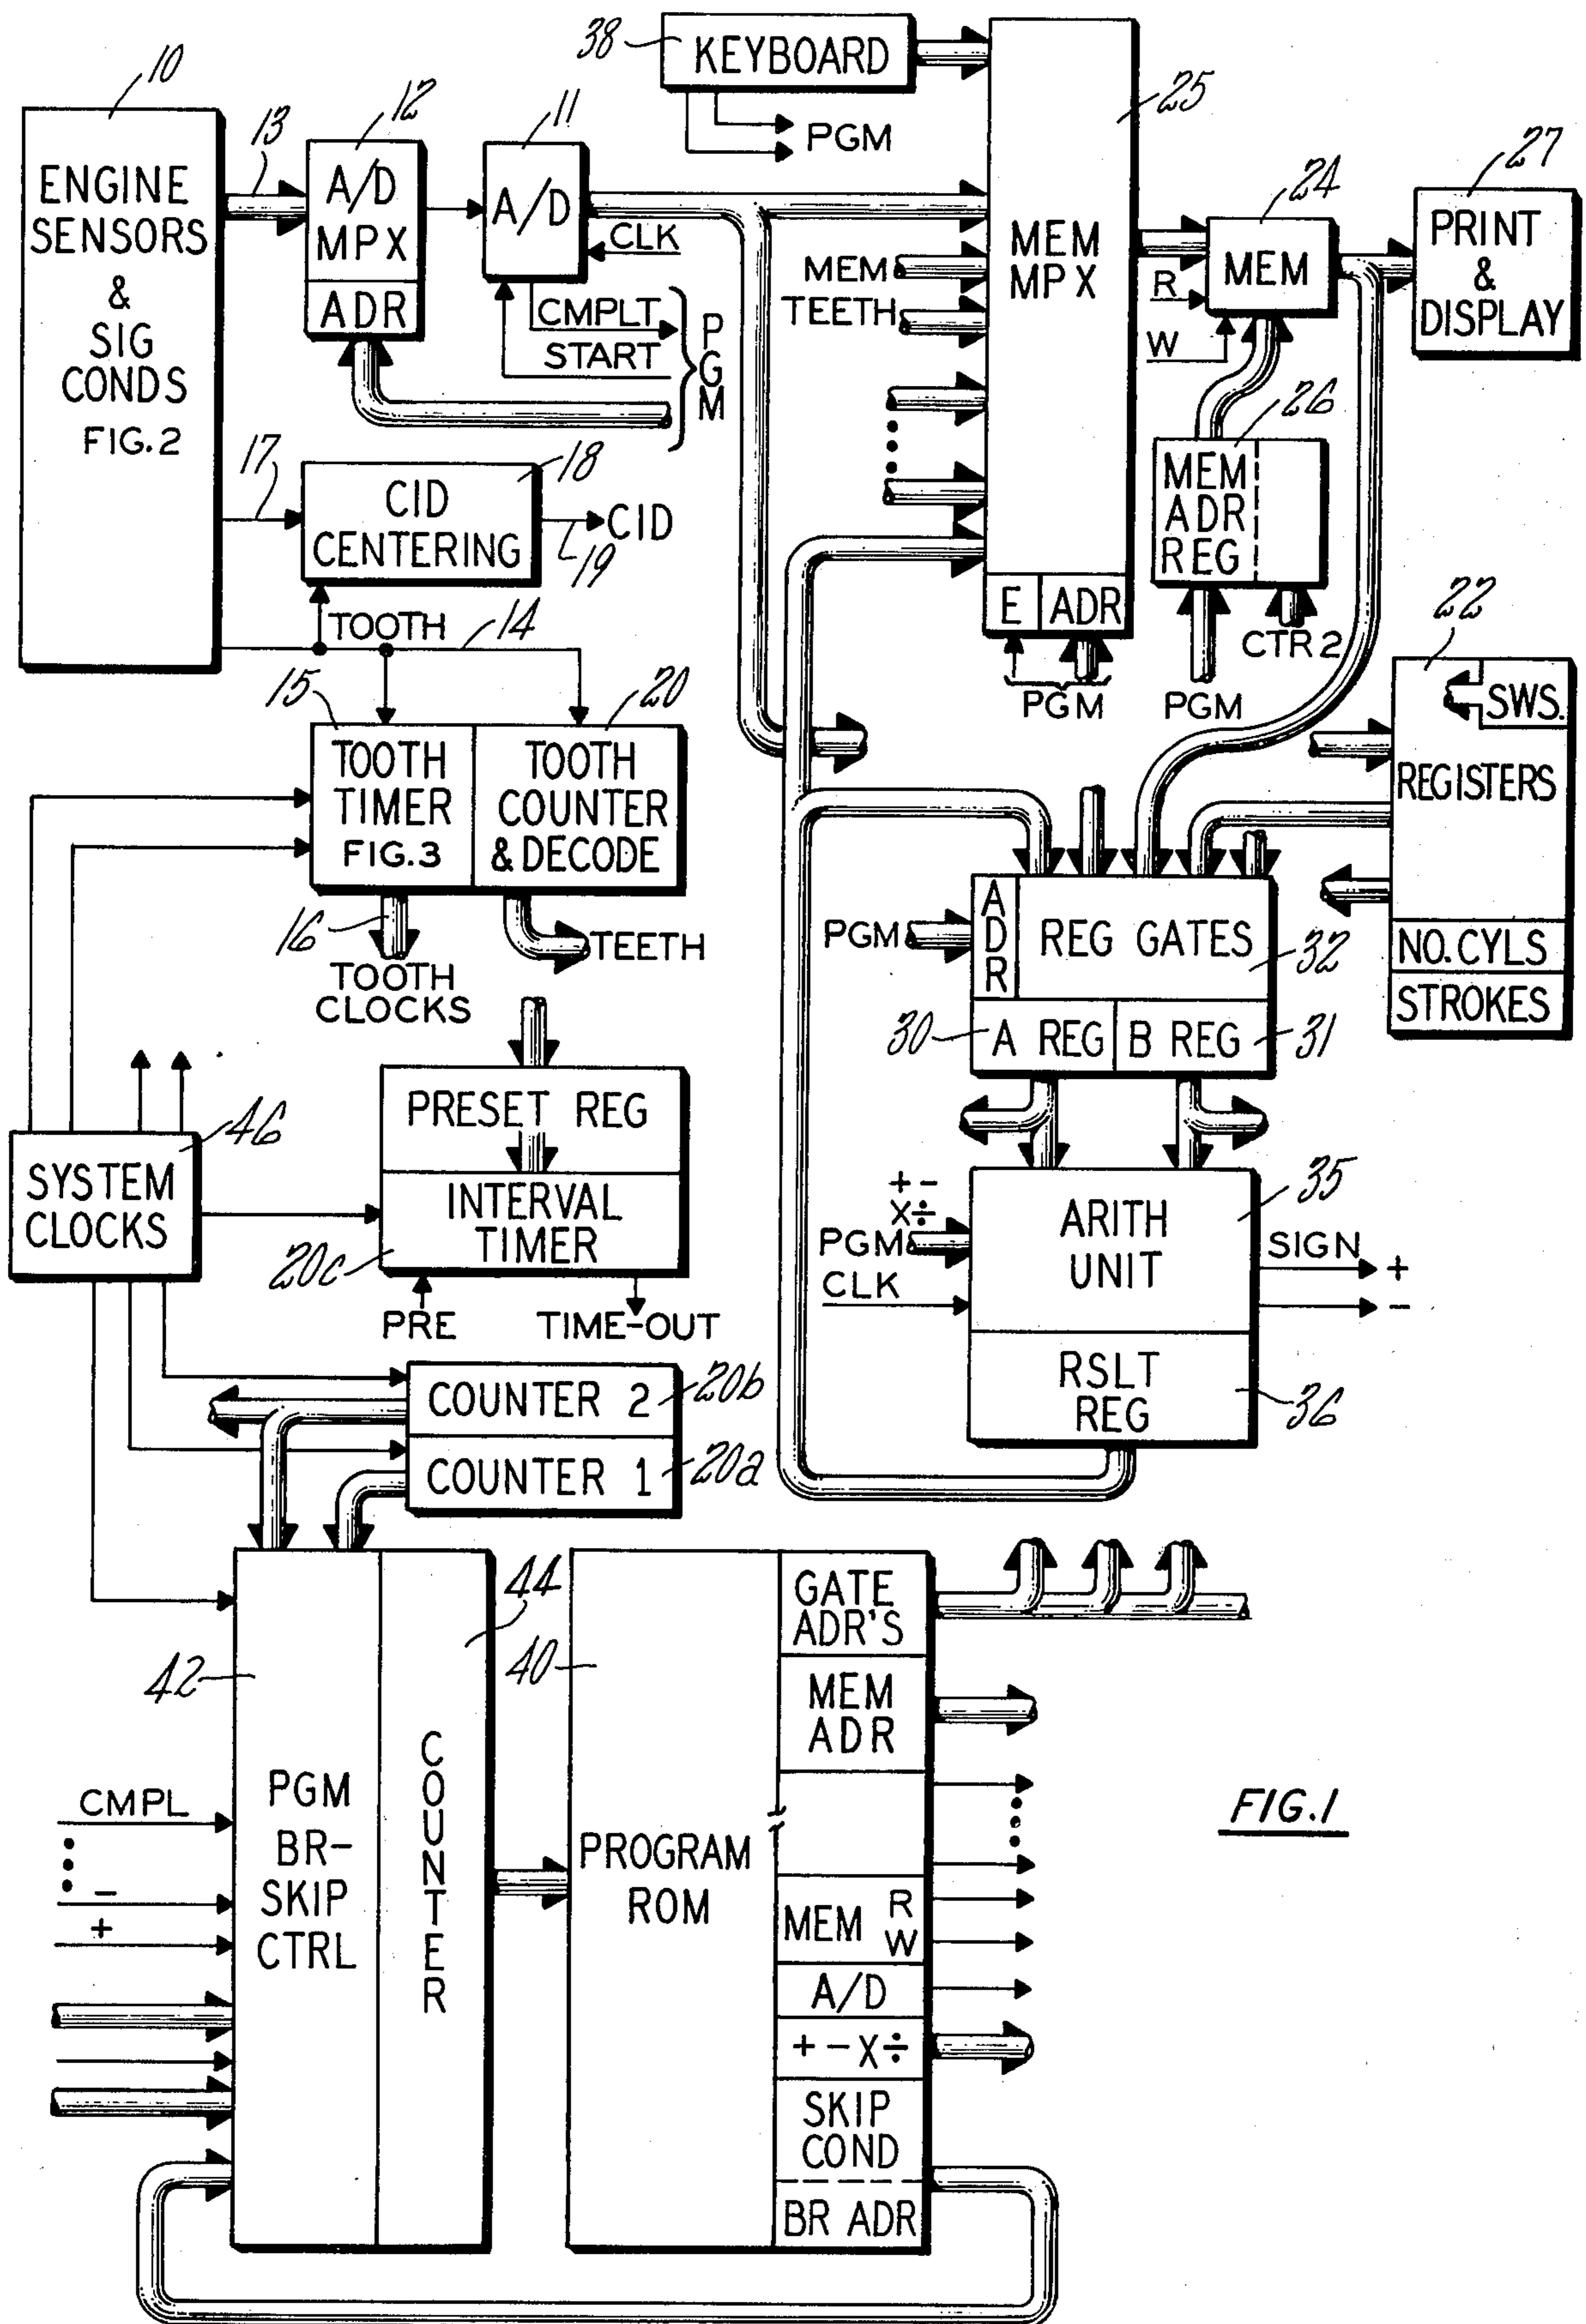 38
KEYBOARD
PGM
10
ENGINE
SENSORS
&
SIG
CONDS
FIG. 2
13
12
A/D
MPX
ADR
11
A/D
CLK
CMPLT
START
PGM
25
MEM
MPX
MEM
TEETH
E
ADR
PGM
24
MEM
R
W
27
PRINT
&
DISPLAY
26
MEM
ADR
REG
PGM
CTR 2
17
18
CID
CENTERING
CID
19
TOOTH
14
15
TOOTH
TIMER
FIG. 3
20
TOOTH
COUNTER
& DECODE
16
TOOTH
CLOCKS
TEETH
22
SWS.
REGISTERS
NO. CYLS
STROKES
PGM
ADR
REG GATES
32
30
A REG
B REG
31
46
SYSTEM
CLOCKS
PRESET REG
INTERVAL
TIMER
20c
PRE
TIME-OUT
+ -
X ÷
PGM
CLK
ARITH
UNIT
35
SIGN
+
-
RSLT
REG
36
COUNTER 2
20b
COUNTER 1
20a
42
PGM
BR-
SKIP
CTRL
44
COUNTER
CMPL
-
+
40
PROGRAM
ROM
GATE
ADR'S
MEM
ADR
MEM
R
W
A/D
+ - X ÷
SKIP
COND
BR ADR
FIG. 1